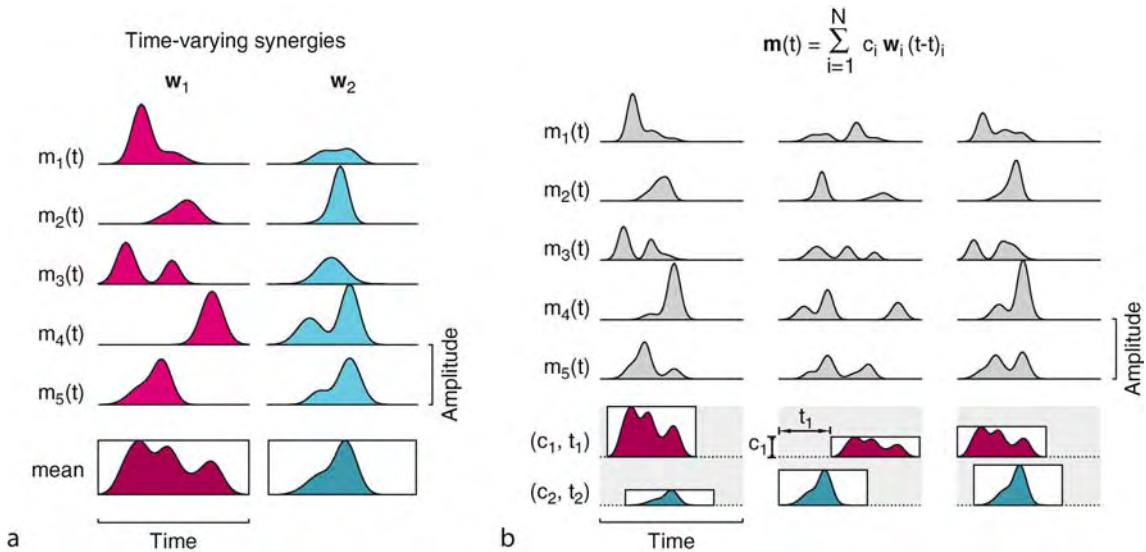 Time-varying synergies
w1 w2
m1(t)
m2(t)
m3(t)
m4(t)
m5(t)
mean
Amplitude
Time
a
N
m(t) = ∑ ci wi (t-t)i
i=1
m1(t)
m2(t)
m3(t)
m4(t)
m5(t)
Amplitude
(c1, t1)
t1
c1
(c2, t2)
Time
b